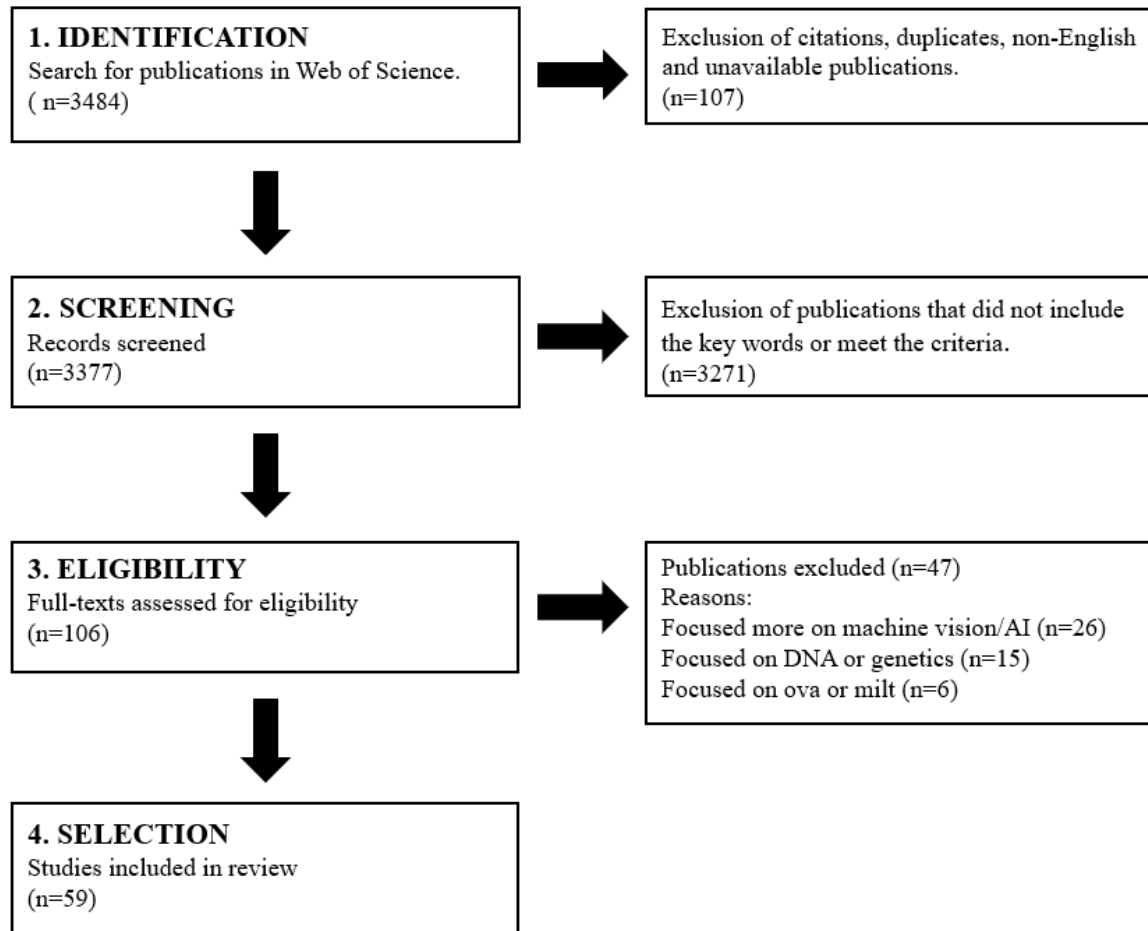 1. IDENTIFICATION
Search for publications in Web of Science.
( n=3484)
Exclusion of citations, duplicates, non-English
and unavailable publications.
(n=107)
2. SCREENING
Records screened
(n=3377)
Exclusion of publications that did not include
the key words or meet the criteria.
(n=3271)
3. ELIGIBILITY
Full-texts assessed for eligibility
(n=106)
Publications excluded (n=47)
Reasons:
Focused more on machine vision/AI (n=26)
Focused on DNA or genetics (n=15)
Focused on ova or milt (n=6)
4. SELECTION
Studies included in review
(n=59)